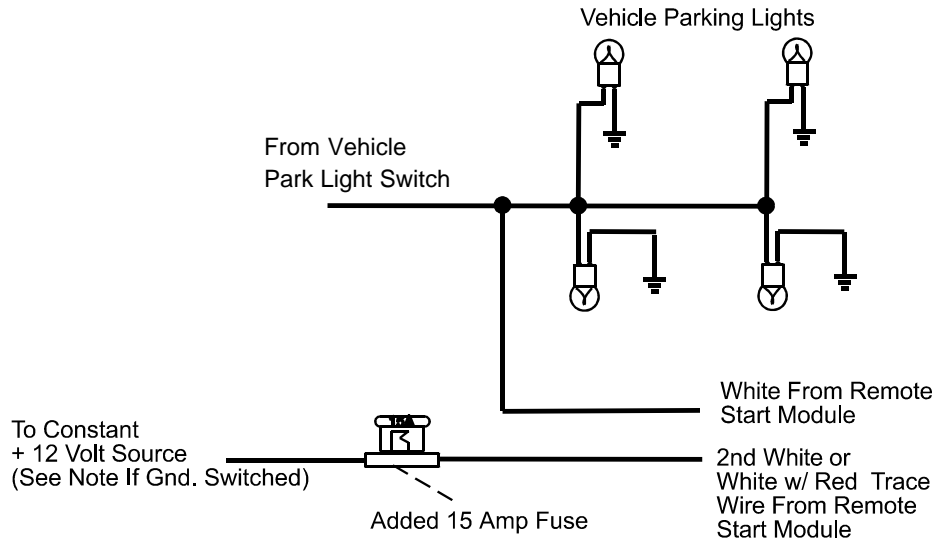 Vehicle Parking Lights
From Vehicle
Park Light Switch
White From Remote
Start Module
15A
To Constant
+ 12 Volt Source
(See Note If Gnd. Switched)
2nd White or
White w/ Red Trace
Wire From Remote
Start Module
Added 15 Amp Fuse